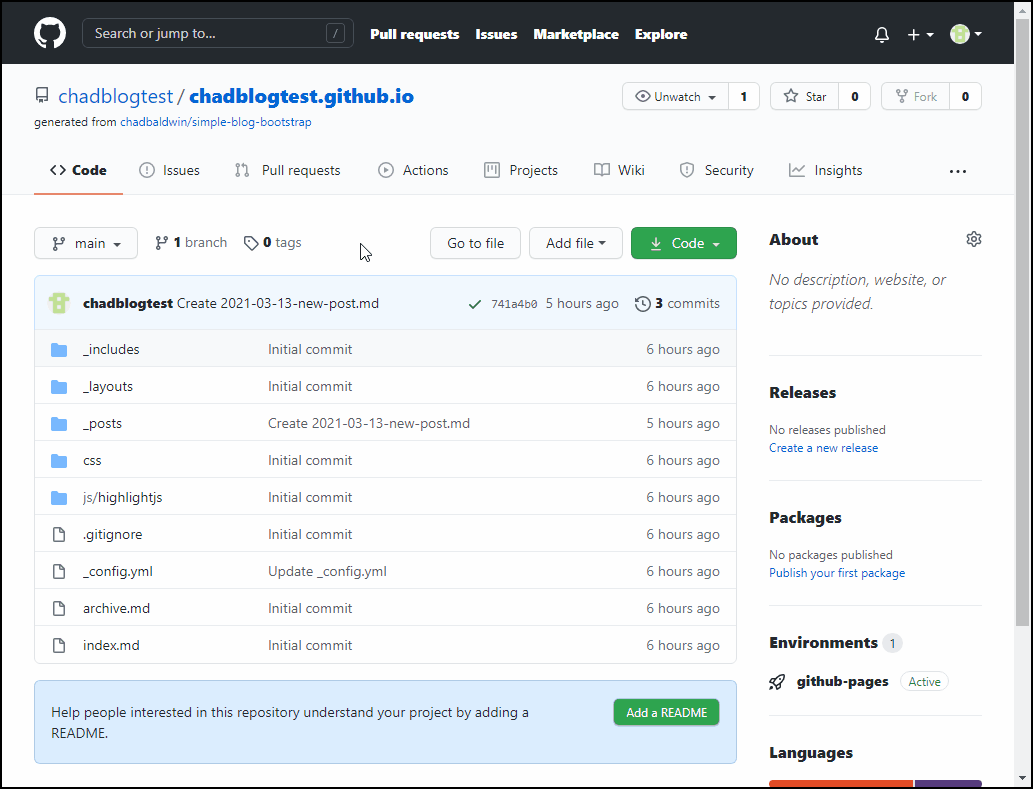 Search or jump to... /
Pull requests Issues Marketplace Explore
chadblogtest / chadblogtest.github.io
Unwatch 1 Star 0 Fork 0
generated from chadbaldwin/simple-blog-bootstrap
Code Issues Pull requests Actions Projects Wiki Security Insights ...
main 1 branch 0 tags Go to file Add file Code
chadblogtest Create 2021-03-13-new-post.md 741a4b0 5 hours ago 3 commits
_includes Initial commit 6 hours ago
_layouts Initial commit 6 hours ago
_posts Create 2021-03-13-new-post.md 5 hours ago
css Initial commit 6 hours ago
js/highlightjs Initial commit 6 hours ago
.gitignore Initial commit 6 hours ago
_config.yml Update _config.yml 6 hours ago
archive.md Initial commit 6 hours ago
index.md Initial commit 6 hours ago
Help people interested in this repository understand your project by adding a
README.
Add a README
About
No description, website, or
topics provided.
Releases
No releases published
Create a new release
Packages
No packages published
Publish your first package
Environments 1
github-pages Active
Languages